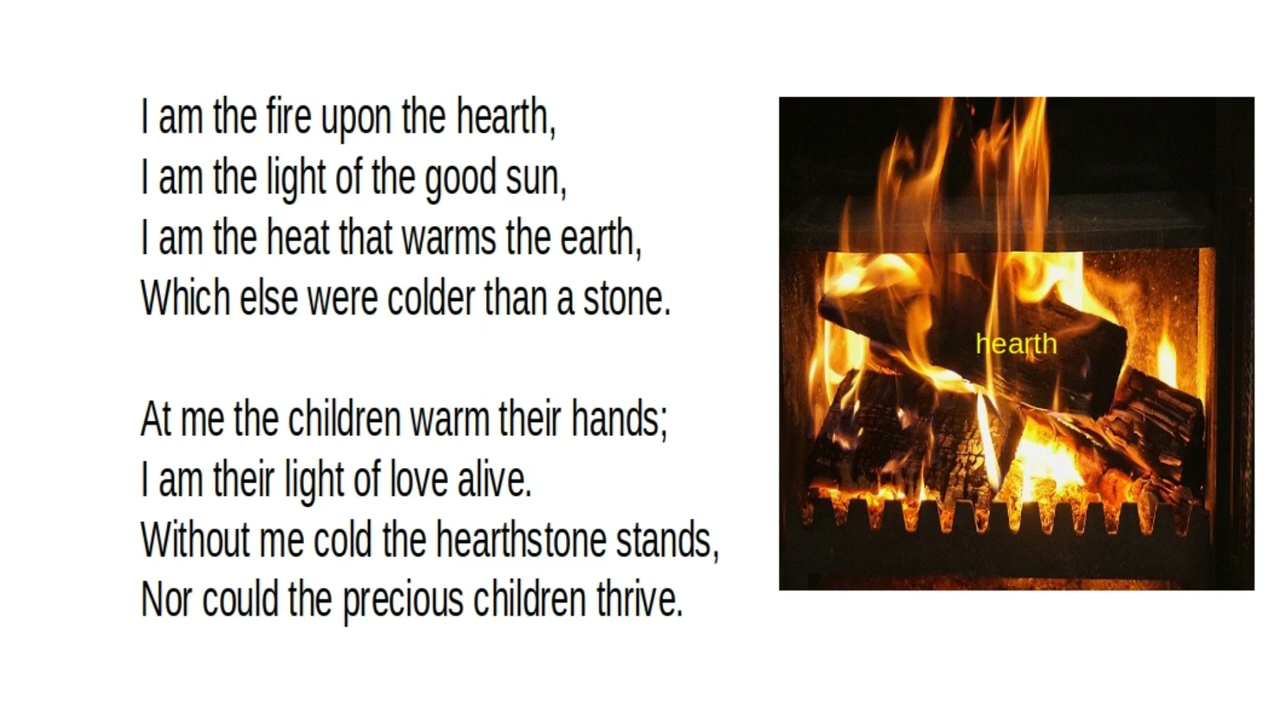 I am the fire upon the hearth,
I am the light of the good sun,
I am the heat that warms the earth,
Which else were colder than a stone.
At me the children warm their hands;
I am their light of love alive.
Without me cold the hearthstone stands,
Nor could the precious children thrive.
hearth